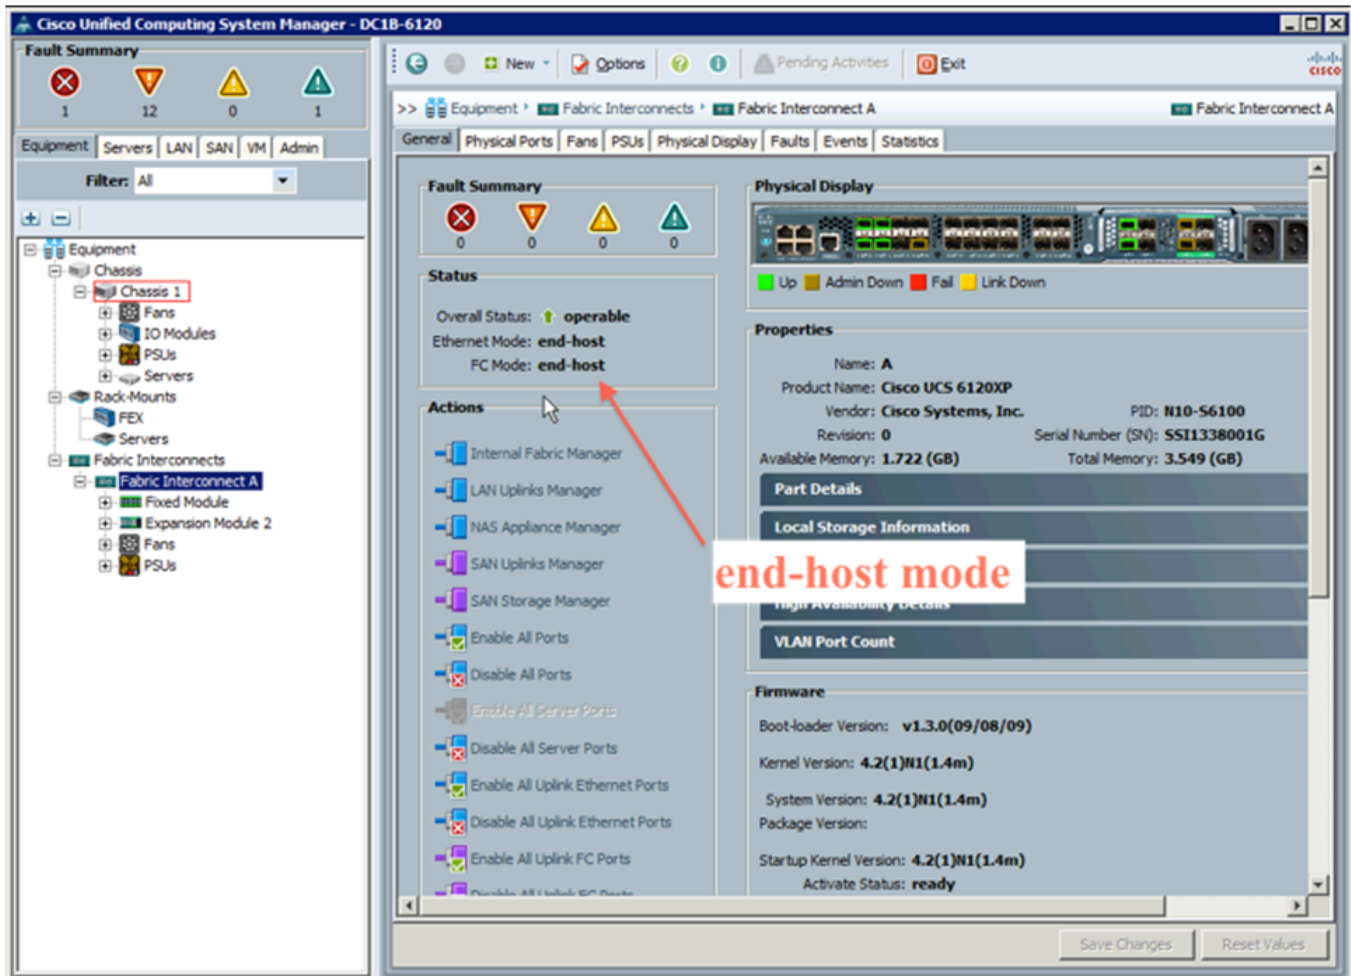 Cisco Unified Computing System Manager - DC1B-6120
Fault Summary
1 12 0 1
Equipment Servers LAN SAN VM Admin
Filter: All
Equipment
Chassis
Chassis 1
Fans
IO Modules
PSUs
Servers
Rack-Mounts
FEX
Servers
Fabric Interconnects
Fabric Interconnect A
Fixed Module
Expansion Module 2
Fans
PSUs
New Options Pending Activities Exit
CISCO
>> Equipment Fabric Interconnects Fabric Interconnect A Fabric Interconnect A
General Physical Ports Fans PSUs Physical Display Faults Events Statistics
Fault Summary
0 0 0 0
Status
Overall Status: operable
Ethernet Mode: end-host
FC Mode: end-host
Actions
Internal Fabric Manager
LAN Uplinks Manager
NAS Appliance Manager
SAN Uplinks Manager
SAN Storage Manager
Enable All Ports
Disable All Ports
Enable All Server Ports
Disable All Server Ports
Enable All Uplink Ethernet Ports
Disable All Uplink Ethernet Ports
Enable All Uplink FC Ports
Disable All Uplink FC Ports
Physical Display
Up Admin Down Fail Link Down
Properties
Name: A
Product Name: Cisco UCS 6120XP
Vendor: Cisco Systems, Inc. PID: N10-S6100
Revision: 0 Serial Number (SN): SSI1338001G
Available Memory: 1.722 (GB) Total Memory: 3.549 (GB)
Part Details
Local Storage Information
end-host mode
High Availability Details
VLAN Port Count
Firmware
Boot-loader Version: v1.3.0(09/08/09)
Kernel Version: 4.2(1)N1(1.4m)
System Version: 4.2(1)N1(1.4m)
Package Version:
Startup Kernel Version: 4.2(1)N1(1.4m)
Activate Status: ready
Save Changes Reset Values